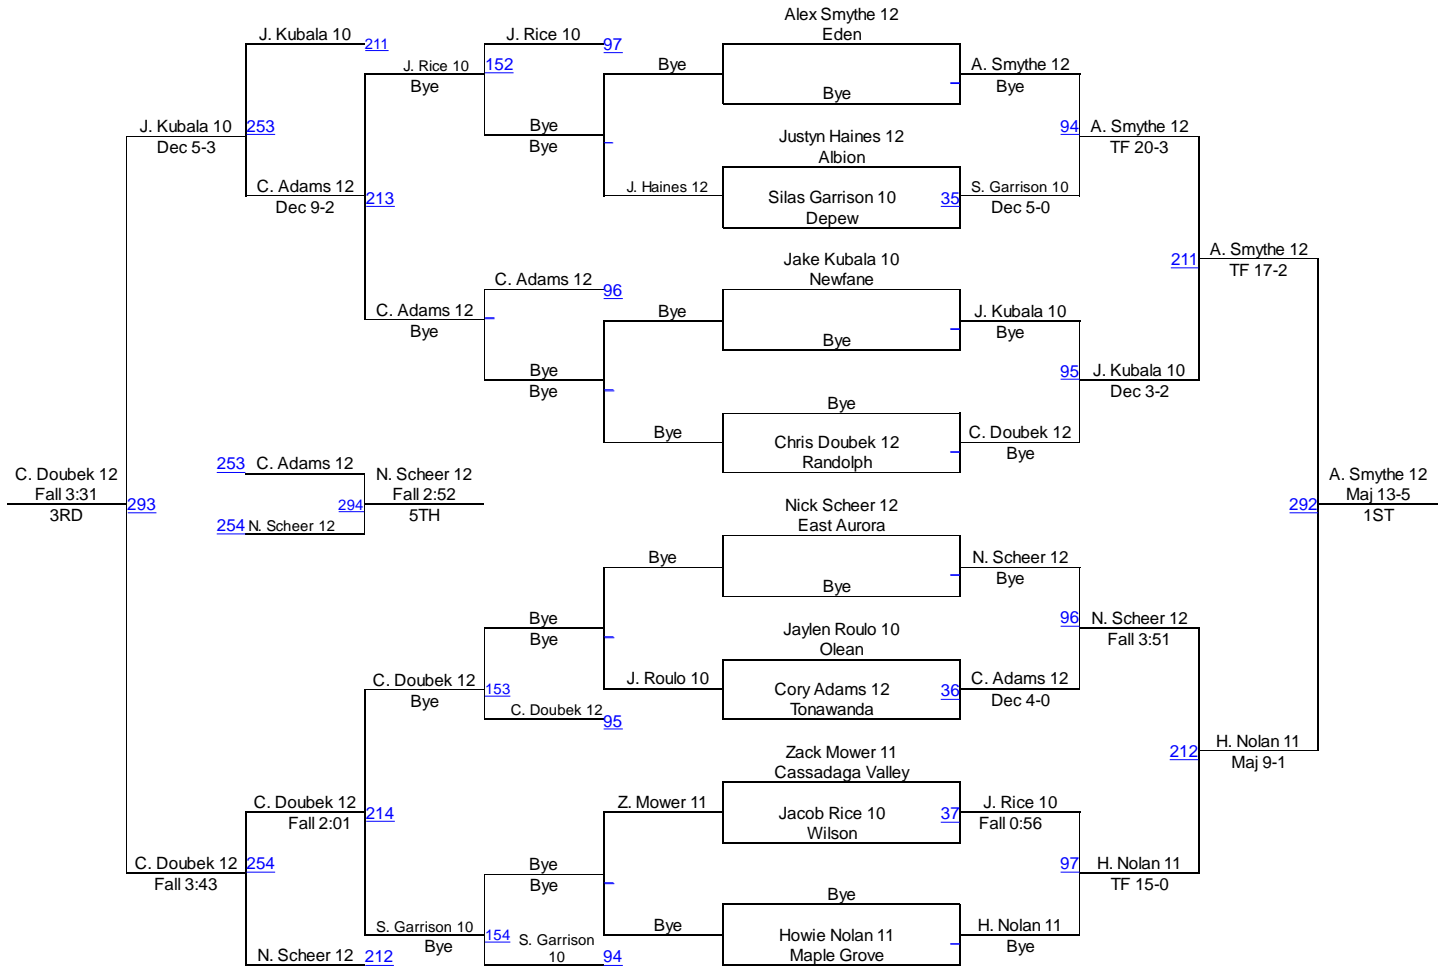 Alex Smythe 12
Eden
J. Kubala 10
211
J. Rice 10
97
J. Rice 10
152
Bye
Bye
A. Smythe 12
Bye
Bye
J. Kubala 10
253
Dec 5-3
Bye
Bye
Justyn Haines 12
Albion
94
A. Smythe 12
TF 20-3
C. Adams 12
213
Dec 9-2
J. Haines 12
Silas Garrison 10
35
Depew
S. Garrison 10
Dec 5-0
211
A. Smythe 12
TF 17-2
C. Adams 12
96
Jake Kubala 10
Newfane
C. Adams 12
Bye
Bye
J. Kubala 10
Bye
Bye
Bye
Bye
95
J. Kubala 10
Dec 3-2
Bye
Bye
Chris Doubek 12
Randolph
C. Doubek 12
Bye
C. Doubek 12
Fall 3:31
3RD
293
253
C. Adams 12
254
N. Scheer 12
294
N. Scheer 12
Fall 2:52
5TH
Nick Scheer 12
East Aurora
292
A. Smythe 12
Maj 13-5
1ST
Bye
Bye
N. Scheer 12
Bye
Bye
Bye
96
N. Scheer 12
Fall 3:51
Jaylen Roulo 10
Olean
C. Doubek 12
153
Bye
C. Doubek 12
95
J. Roulo 10
Cory Adams 12
36
Tonawanda
C. Adams 12
Dec 4-0
212
H. Nolan 11
Maj 9-1
Zack Mower 11
Cassadaga Valley
C. Doubek 12
214
Fall 2:01
Z. Mower 11
Jacob Rice 10
37
Wilson
J. Rice 10
Fall 0:56
C. Doubek 12
254
Fall 3:43
Bye
Bye
97
H. Nolan 11
TF 15-0
Bye
S. Garrison 10
154
Bye
S. Garrison
10
94
Bye
Howie Nolan 11
Maple Grove
H. Nolan 11
Bye
N. Scheer 12
212